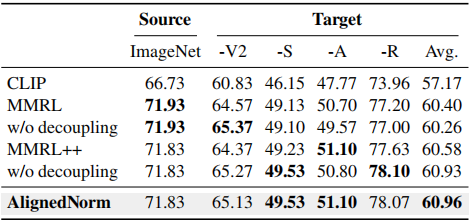 Source Target
ImageNet -V2 -S -A -R Avg.
CLIP 66.73 60.83 46.15 47.77 73.96 57.17
MMRL 71.93 64.57 49.13 50.70 77.20 60.40
w/o decoupling 71.93 65.37 49.10 49.57 77.00 60.26
MMRL++ 71.83 64.37 49.23 51.10 77.63 60.58
w/o decoupling 71.83 65.27 49.53 50.80 78.10 60.93
AlignedNorm 71.83 65.13 49.53 51.10 78.07 60.96